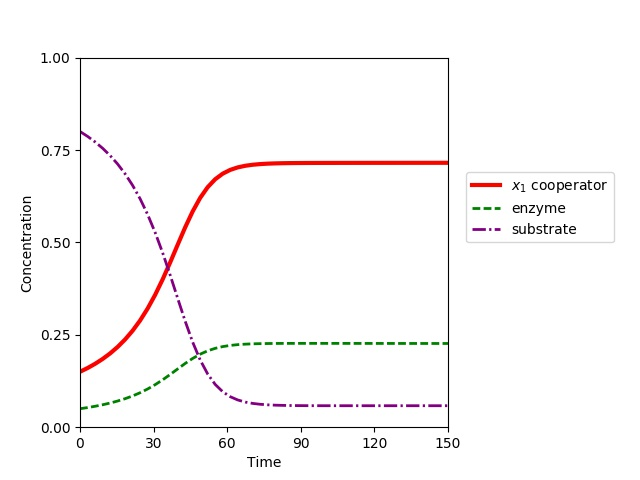 1.00
0.75
0.50
0.25
0.00
Concentration
0 30 60 90 120 150
Time
x₁ cooperator
enzyme
substrate